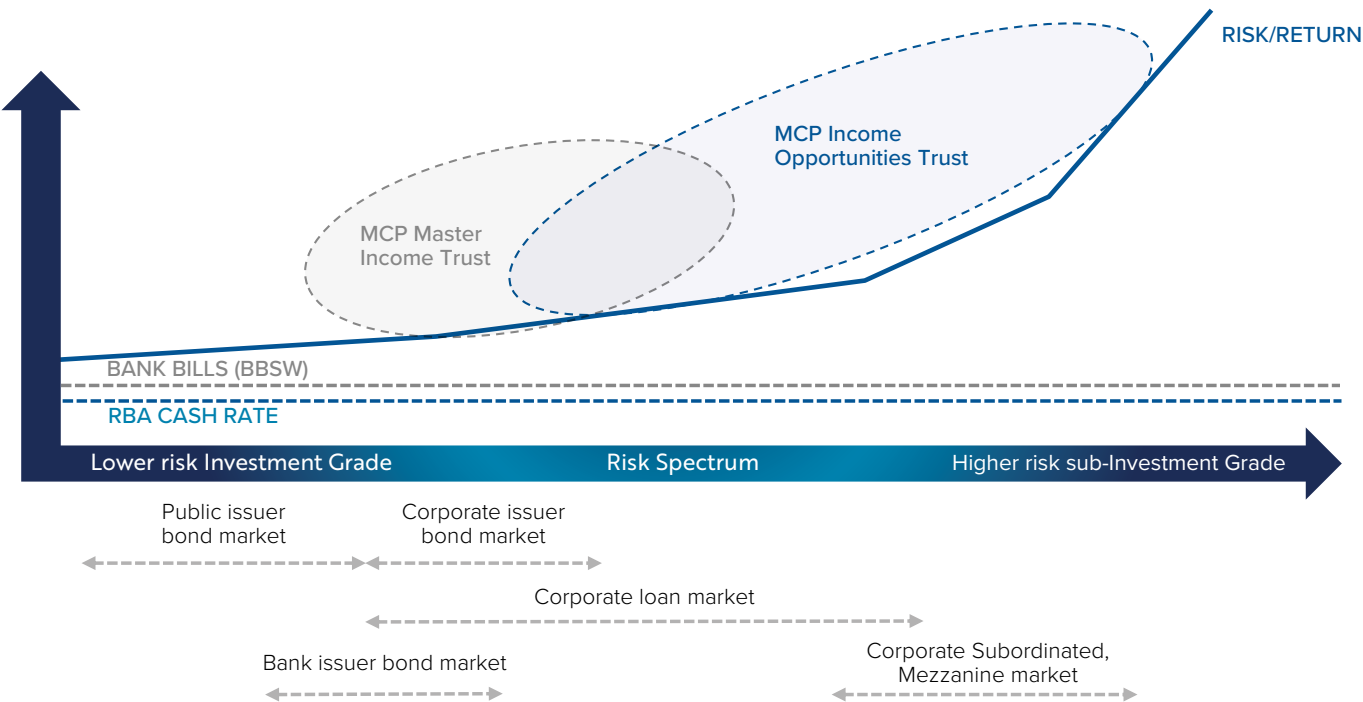 RISK/RETURN
MCP Income
Opportunities Trust
MCP Master
Income Trust
BANK BILLS (BBSW)
RBA CASH RATE
Lower risk Investment Grade
Risk Spectrum
Higher risk sub-Investment Grade
Public issuer
bond market
Corporate issuer
bond market
Corporate loan market
Bank issuer bond market
Corporate Subordinated,
Mezzanine market